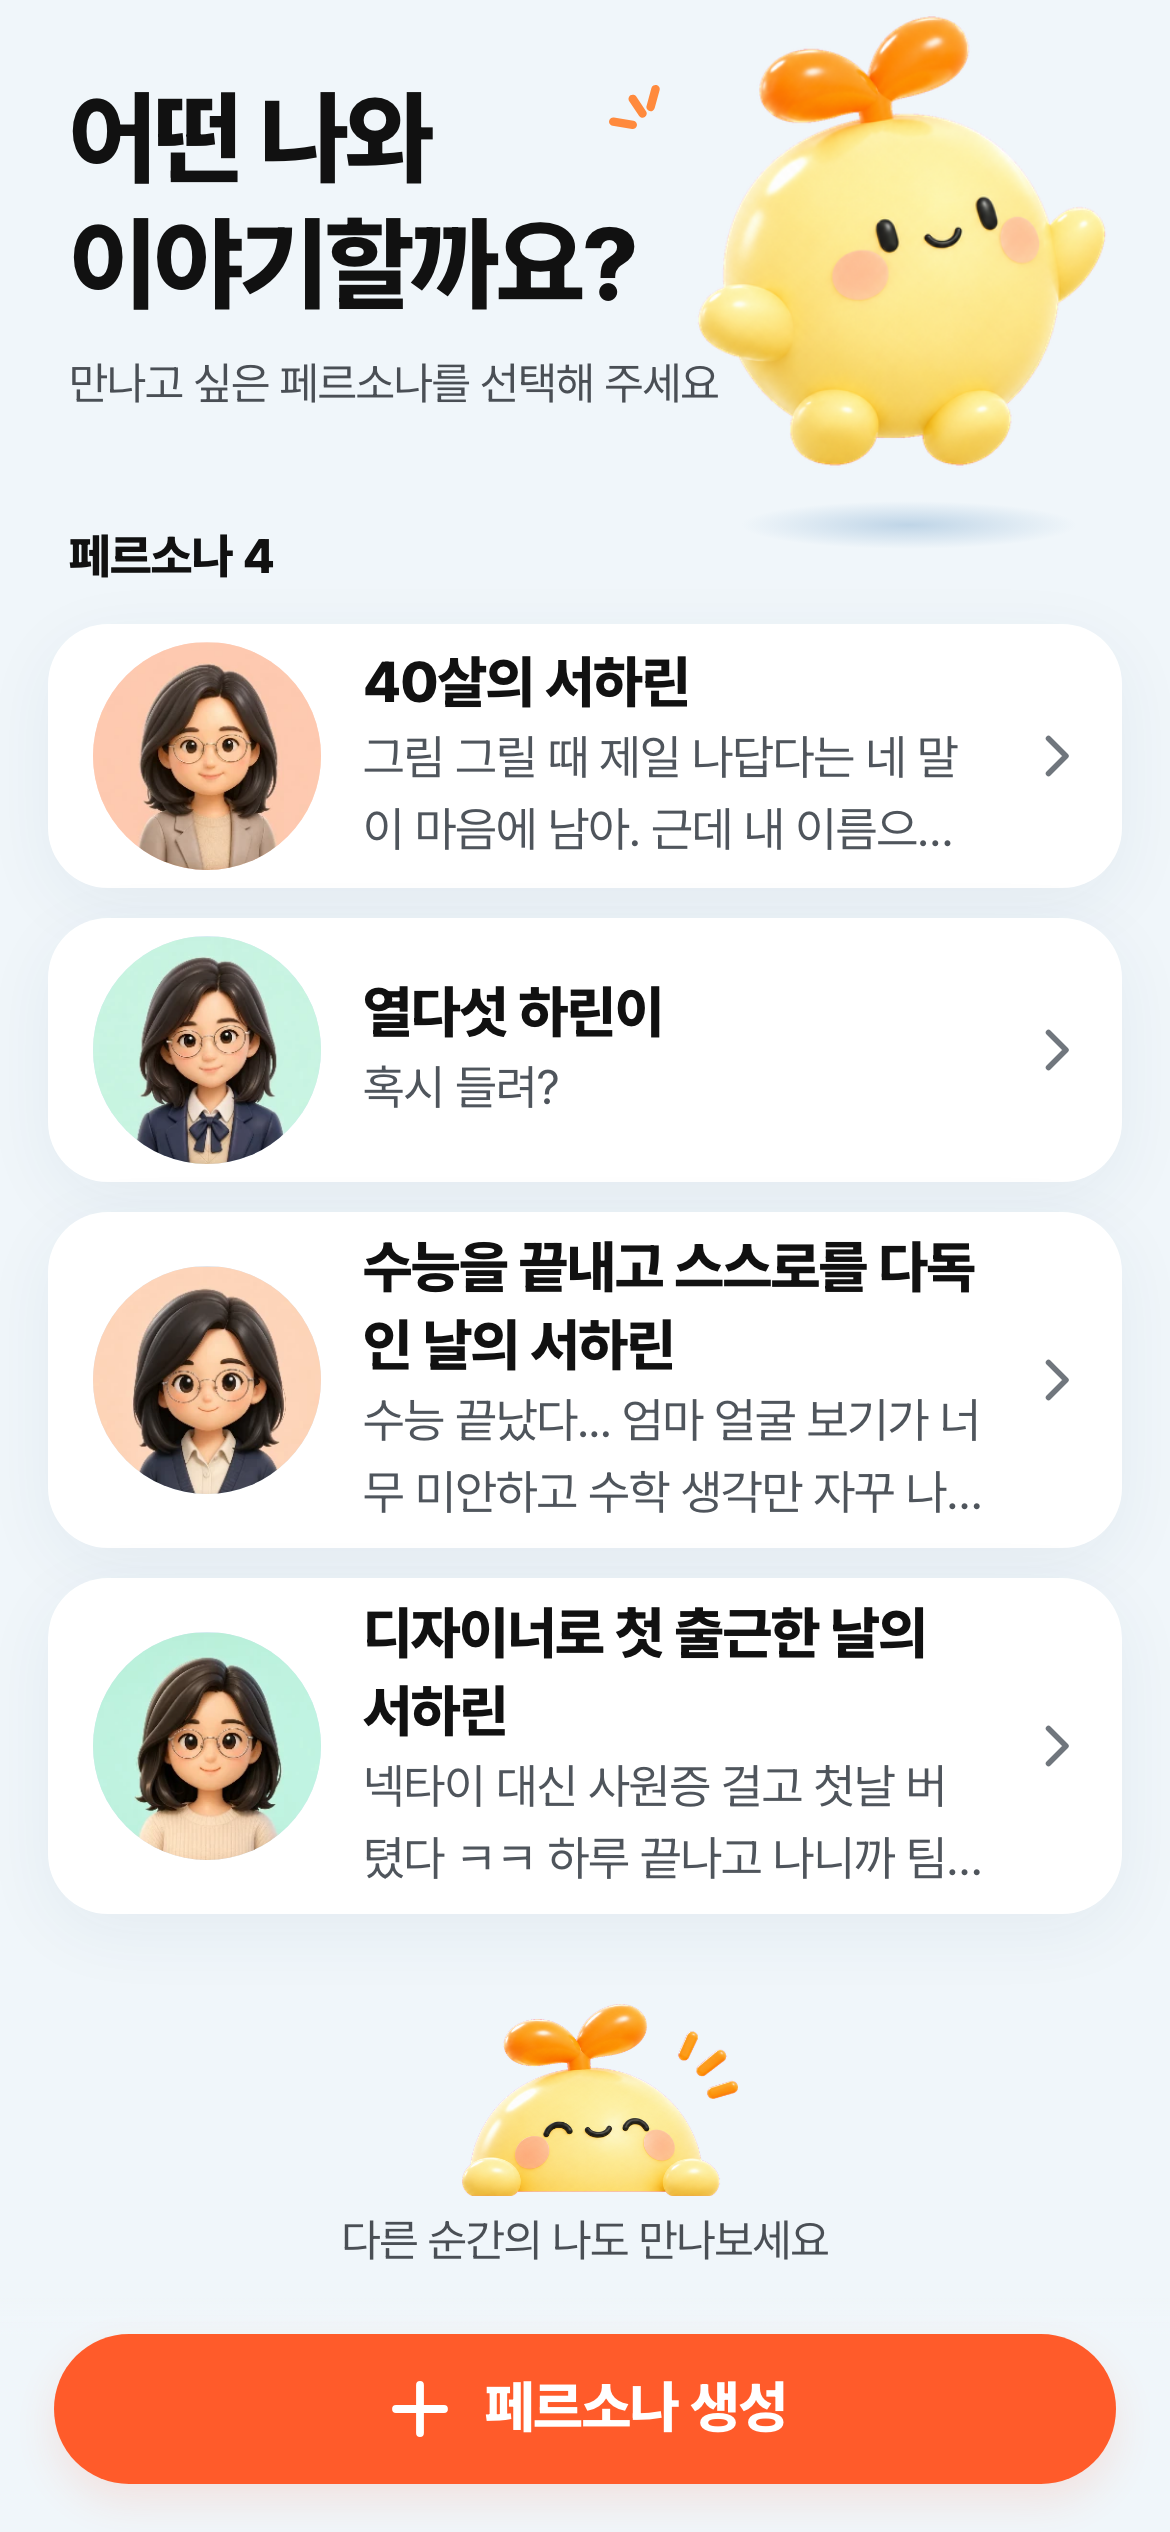 어떤 나와
이야기할까요?
만나고 싶은 페르소나를 선택해 주세요
페르소나 4
40살의 서하린
그림 그릴 때 제일 나답다는 네 말
이 마음에 남아. 근데 내 이름으...
열다섯 하린이
혹시 들려?
수능을 끝내고 스스로를 다독
인 날의 서하린
수능 끝났다... 엄마 얼굴 보기가 너
무 미안하고 수학 생각만 자꾸 나...
디자이너로 첫 출근한 날의
서하린
넥타이 대신 사원증 걸고 첫날 버
텼다 ㅋㅋ 하루 끝나고 나니까 팀...
다른 순간의 나도 만나보세요
+ 페르소나 생성